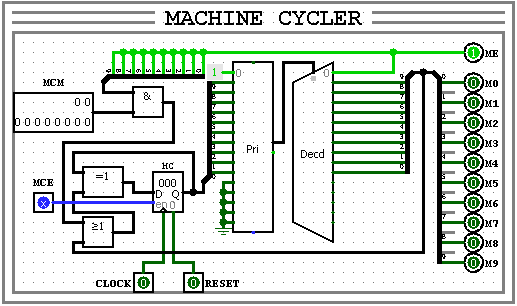 MACHINE CYCLER
9 8 7 6 5 4 3 2 1 0
1
0
0
1
ME
MCM
0 0
0 0 0 0 0 0 0 0
&
M0
M1
M2
M3
M4
M5
M6
M7
M8
M9
Pri
Decd
MC
000
D Q
en 0
=1
≥1
MCE
x
CLOCK
0
0
RESET